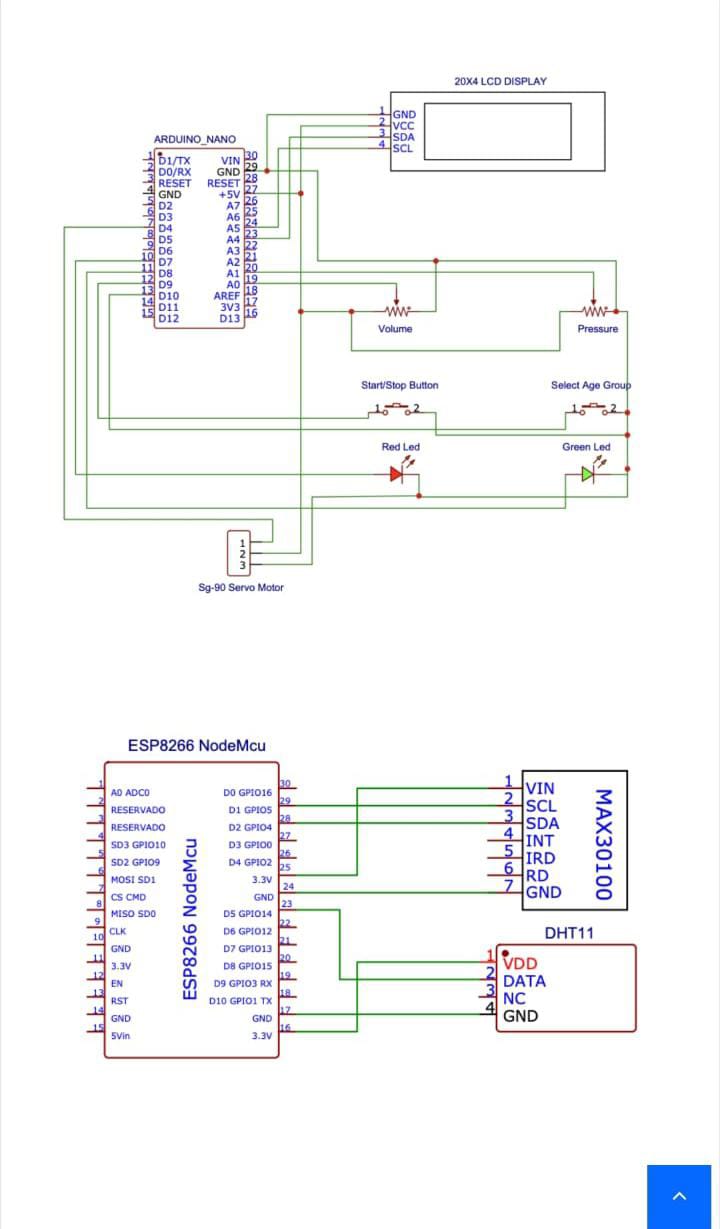 20X4 LCD DISPLAY
1 GND
2 VCC
3 SDA
4 SCL
ARDUINO_NANO
1 D1/TX VIN 30
2 D0/RX GND 29
3 RESET RESET 28
4 GND +5V 27
5 D2 A7 26
6 D3 A6 25
7 D4 A5 24
8 D5 A4 23
9 D6 A3 22
10 D7 A2 21
11 D8 A1 20
12 D9 A0 19
13 D10 AREF 18
14 D11 3V3 17
15 D12 D13 16
Volume Pressure
Start/Stop Button Select Age Group
1 2 1 2
Red Led Green Led
1
2
3
Sg-90 Servo Motor
ESP8266 NodeMcu
1 A0 ADC0 D0 GPIO16 30
2 RESERVADO D1 GPIO5 29
3 RESERVADO D2 GPIO4 28
4 SD3 GPIO10 D3 GPIO0 27
5 SD2 GPIO9 D4 GPIO2 26
6 MOSI SD1 3.3V 25
7 CS CMD GND 24
8 MISO SD0 D5 GPIO14 23
9 CLK D6 GPIO12 22
10 GND D7 GPIO13 21
11 3.3V D8 GPIO15 20
12 EN D9 GPIO3 RX 19
13 RST D10 GPIO1 TX 18
14 GND GND 17
15 5Vin 3.3V 16
ESP8266 NodeMcu
1 VIN
2 SCL
3 SDA
4 INT
5 IRD
6 RD
7 GND
MAX30100
DHT11
1 VDD
2 DATA
3 NC
4 GND